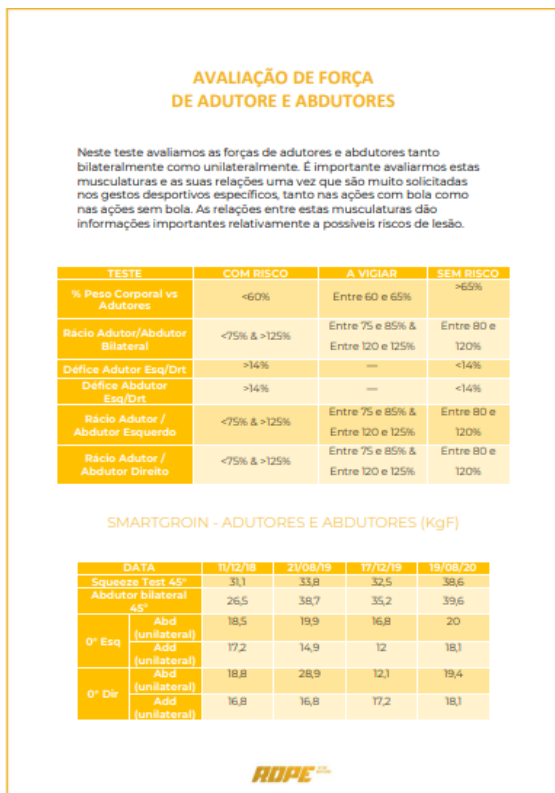 AVALIAÇÃO DE FORÇA
DE ADUTORE E ABDUTORES
Neste teste avaliamos as forças de adutores e abdutores tanto
bilateralmente como unilateralmente. É importante avaliarmos estas
musculaturas e as suas relações uma vez que são muito solicitadas
nos gestos desportivos específicos, tanto nas ações com bola como
nas ações sem bola. As relações entre estas musculaturas dão
informações importantes relativamente a possíveis riscos de lesão.
TESTE COM RISCO A VIGIAR SEM RISCO
% Peso Corporal vs
Adutores <60% Entre 60 e 65% >65%
Rácio Adutor/Abdutor
Bilateral <75% & >125% Entre 75 e 85% &
Entre 120 e 125% Entre 80 e
120%
Défice Adutor Esq/Drt >14% — <14%
Défice Abdutor
Esq/Drt >14% — <14%
Rácio Adutor /
Abdutor Esquerdo <75% & >125% Entre 75 e 85% &
Entre 120 e 125% Entre 80 e
120%
Rácio Adutor /
Abdutor Direito <75% & >125% Entre 75 e 85% &
Entre 120 e 125% Entre 80 e
120%
SMARTGROIN - ADUTORES E ABDUTORES (KgF)
DATA 11/12/18 21/08/19 17/12/19 19/08/20
Squeeze Test 45° 31,1 33,8 32,5 38,6
Abdutor bilateral
45° 26,5 38,7 35,2 39,6
0° Esq Abd
(unilateral) 18,5 19,9 16,8 20
Add
(unilateral) 17,2 14,9 12 18,1
0° Dir Abd
(unilateral) 18,8 28,9 12,1 19,4
Add
(unilateral) 16,8 16,8 17,2 18,1
ROPE